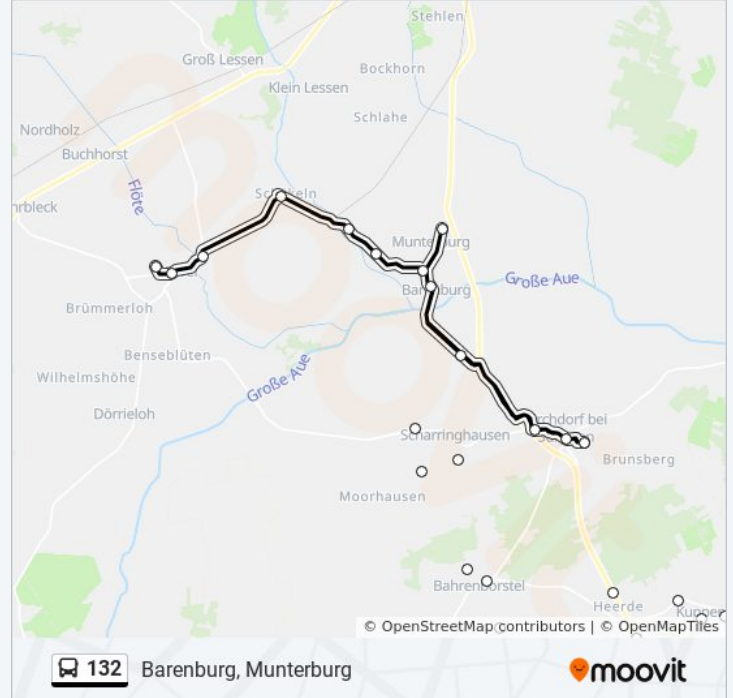 Stehlen
Groß Lessen
Bockhorn
Klein Lessen
Schlahe
Nordholz
Buchhorst
Flöte
Munterburg
Große Aue
Brümmerloh
Benseblüten
Wilhelmshöhe
Große Aue
Dörrieloh
Scharringhausen
Brunsberg
Moorhausen
Bahrenborstel
Heerde
© OpenStreetMap contributors | © OpenMapTiles
132 Barenburg, Munterburg
moovit